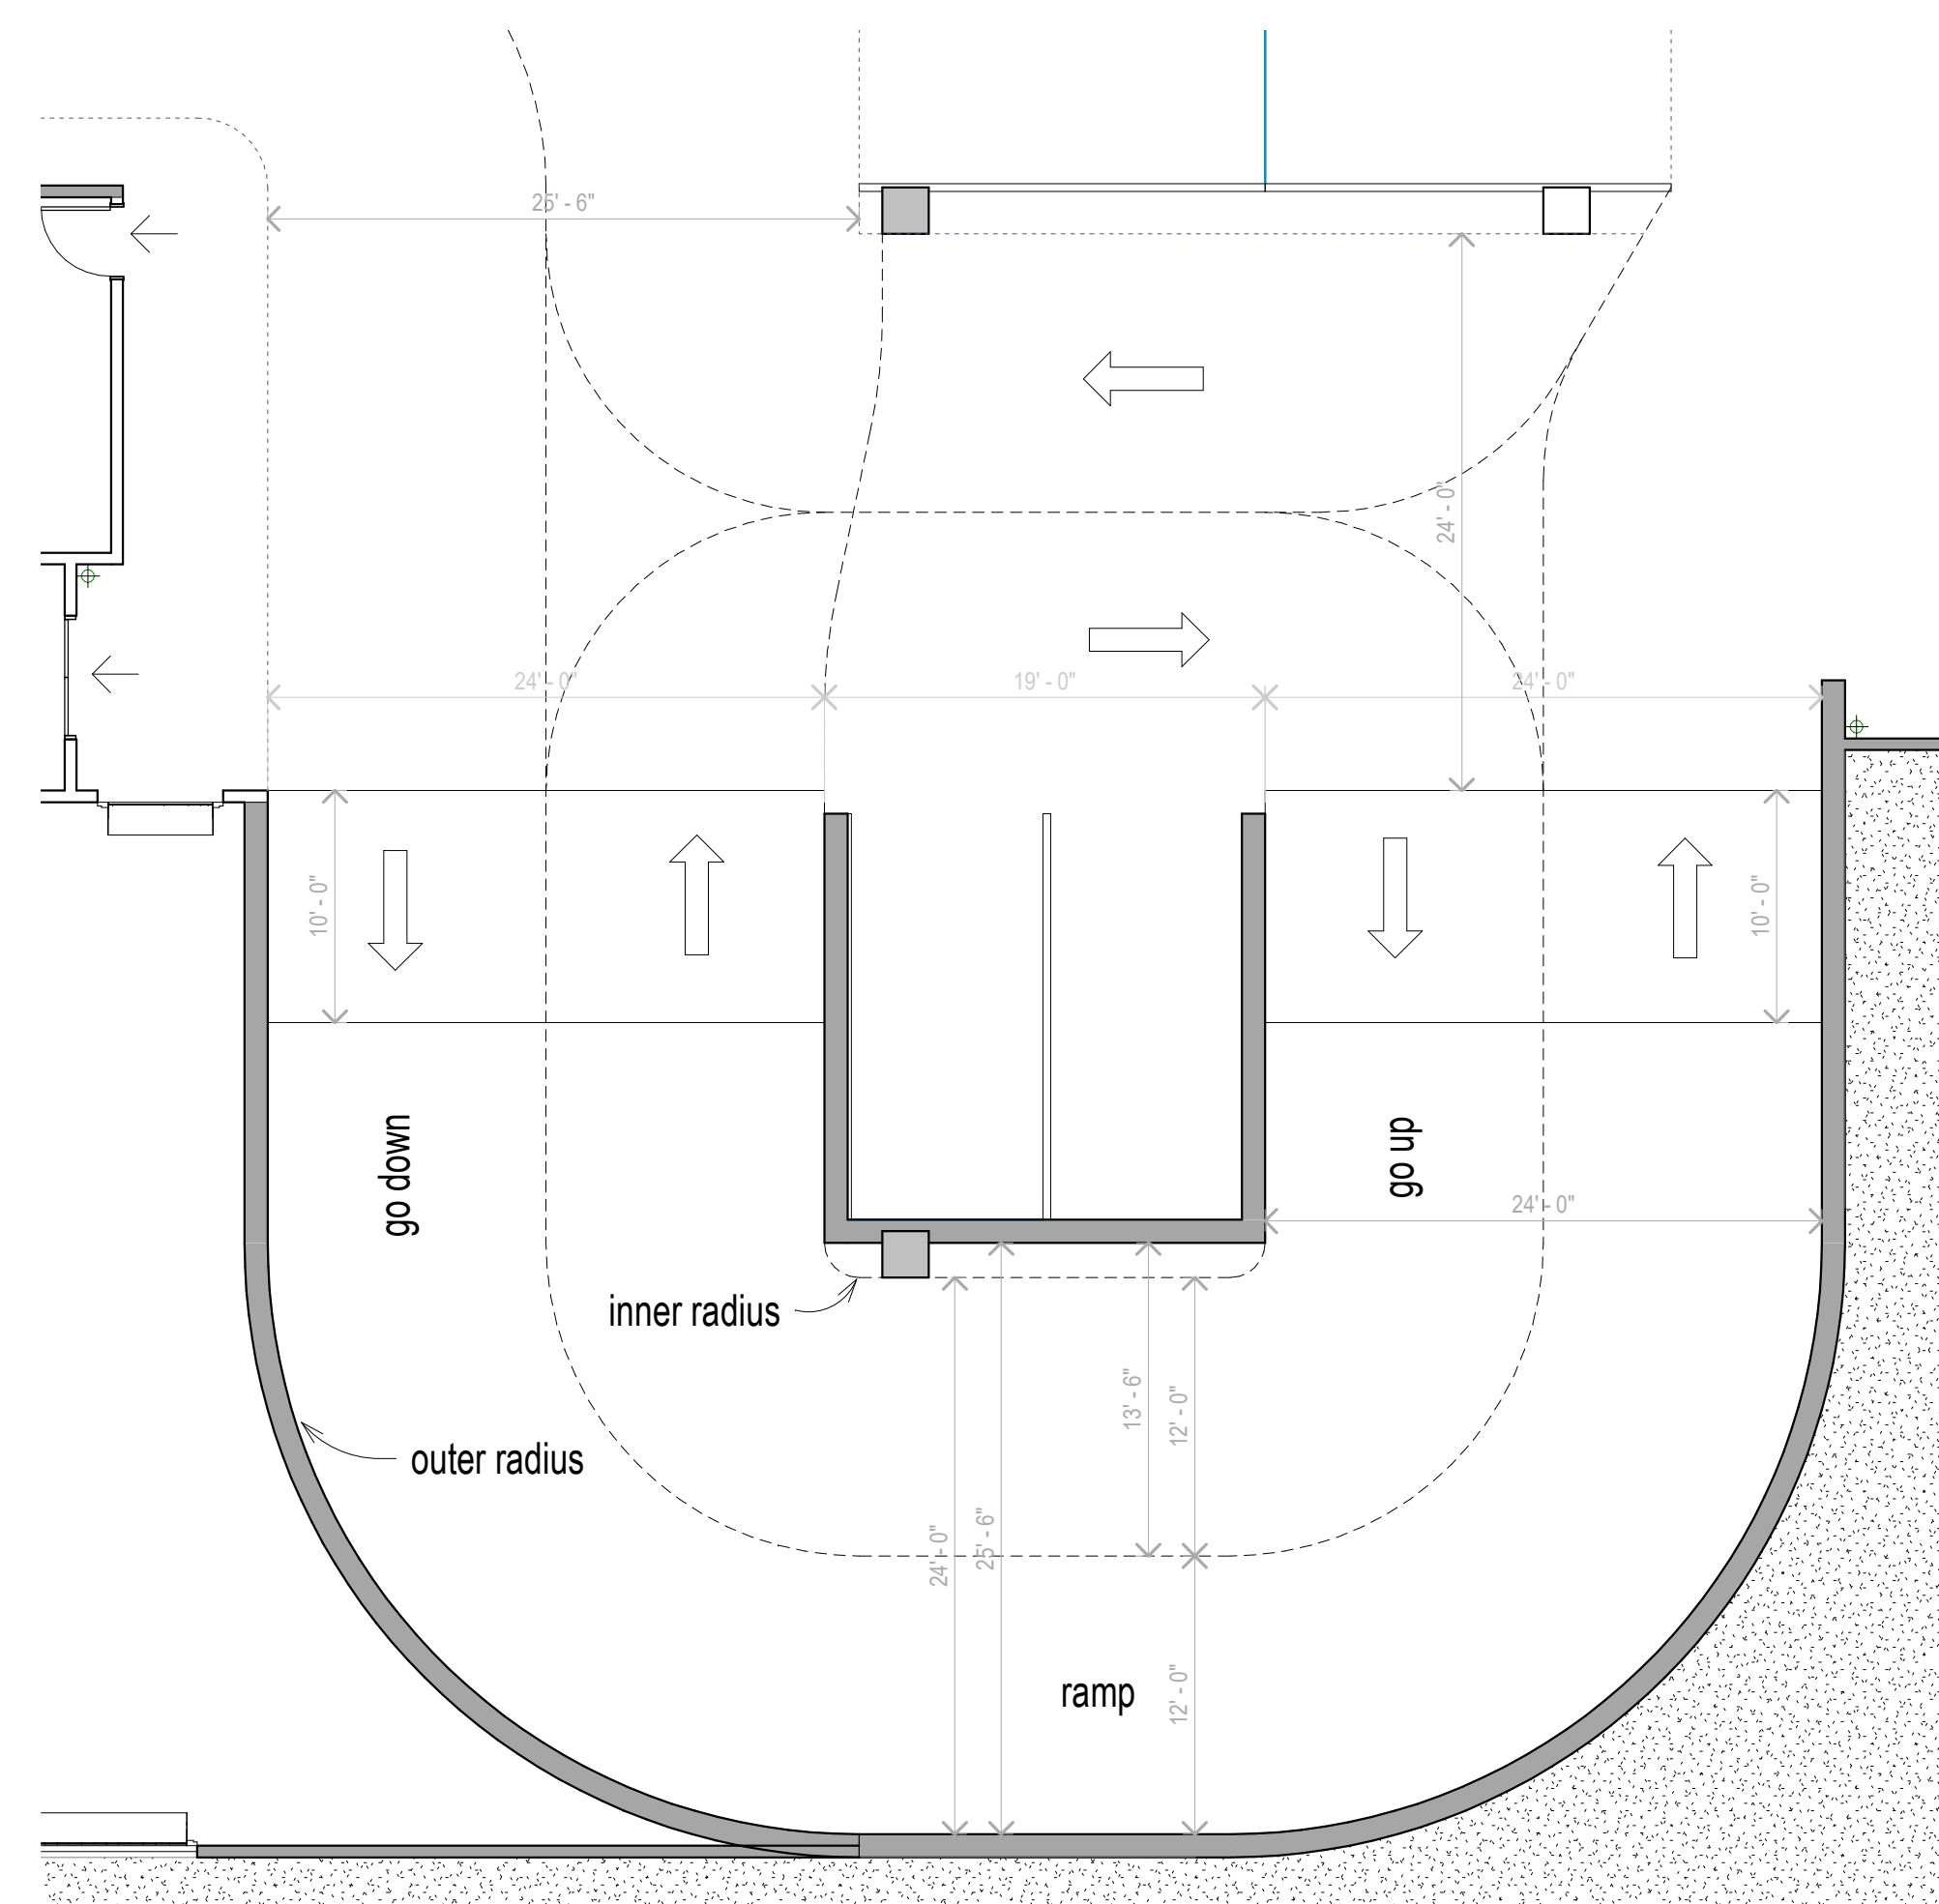 25' - 6"
24' - 0"
24' - 0"
19' - 0"
24' - 0"
10' - 0"
10' - 0"
go down
go up
24' - 0"
inner radius
13' - 6"
12' - 0"
outer radius
24' - 0"
25' - 6"
ramp
12' - 0"